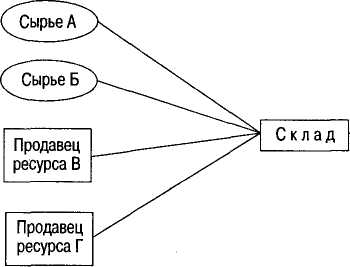 Сырье А
Сырье Б
Продавец
ресурса В
Продавец
ресурса Г
Склад